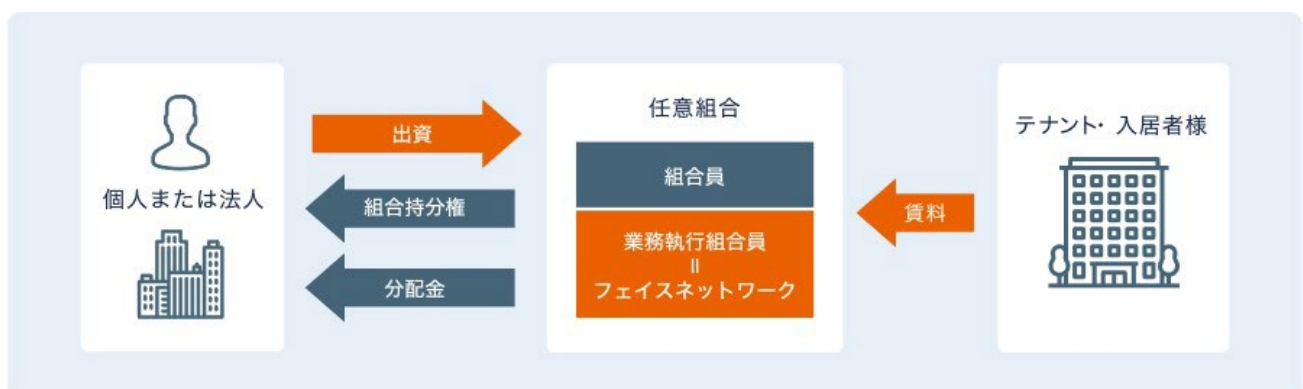 個人または法人
出資
組合持分権
分配金
任意組合
組合員
業務執行組合員
＝
フェイスネットワーク
賃料
テナント・入居者様